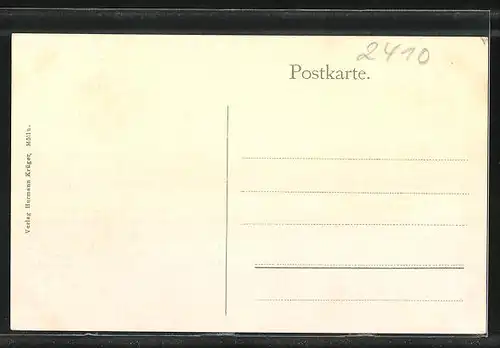 2410
Postkarte.
Verlag Hermann Krüger, Mölln.